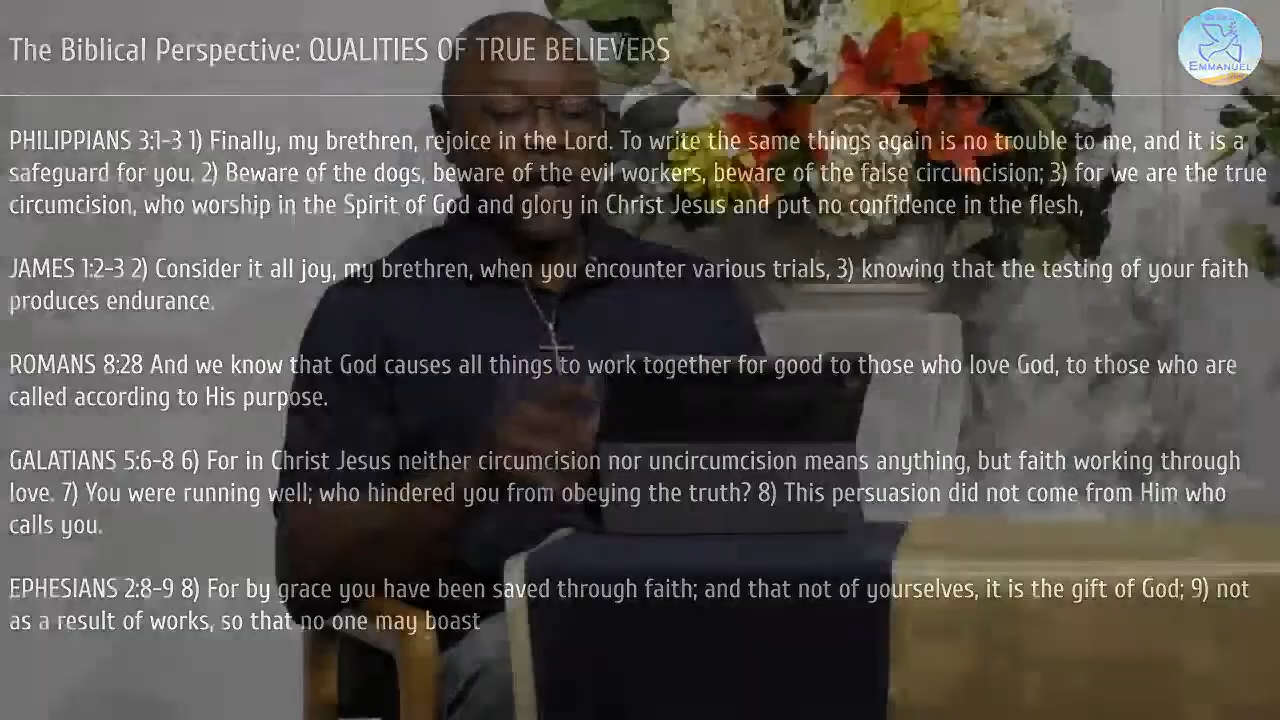 The Biblical Perspective: QUALITIES OF TRUE BELIEVERS
EMMANUEL
PHILIPPIANS 3:1-3 1) Finally, my brethren, rejoice in the Lord. To write the same things again is no trouble to me, and it is a
safeguard for you. 2) Beware of the dogs, beware of the evil workers, beware of the false circumcision; 3) for we are the true
circumcision, who worship in the Spirit of God and glory in Christ Jesus and put no confidence in the flesh,
JAMES 1:2-3 2) Consider it all joy, my brethren, when you encounter various trials, 3) knowing that the testing of your faith
produces endurance.
ROMANS 8:28 And we know that God causes all things to work together for good to those who love God, to those who are
called according to His purpose.
GALATIANS 5:6-8 6) For in Christ Jesus neither circumcision nor uncircumcision means anything, but faith working through
love. 7) You were running well; who hindered you from obeying the truth? 8) This persuasion did not come from Him who
calls you.
EPHESIANS 2:8-9 8) For by grace you have been saved through faith; and that not of yourselves, it is the gift of God; 9) not
as a result of works, so that no one may boast